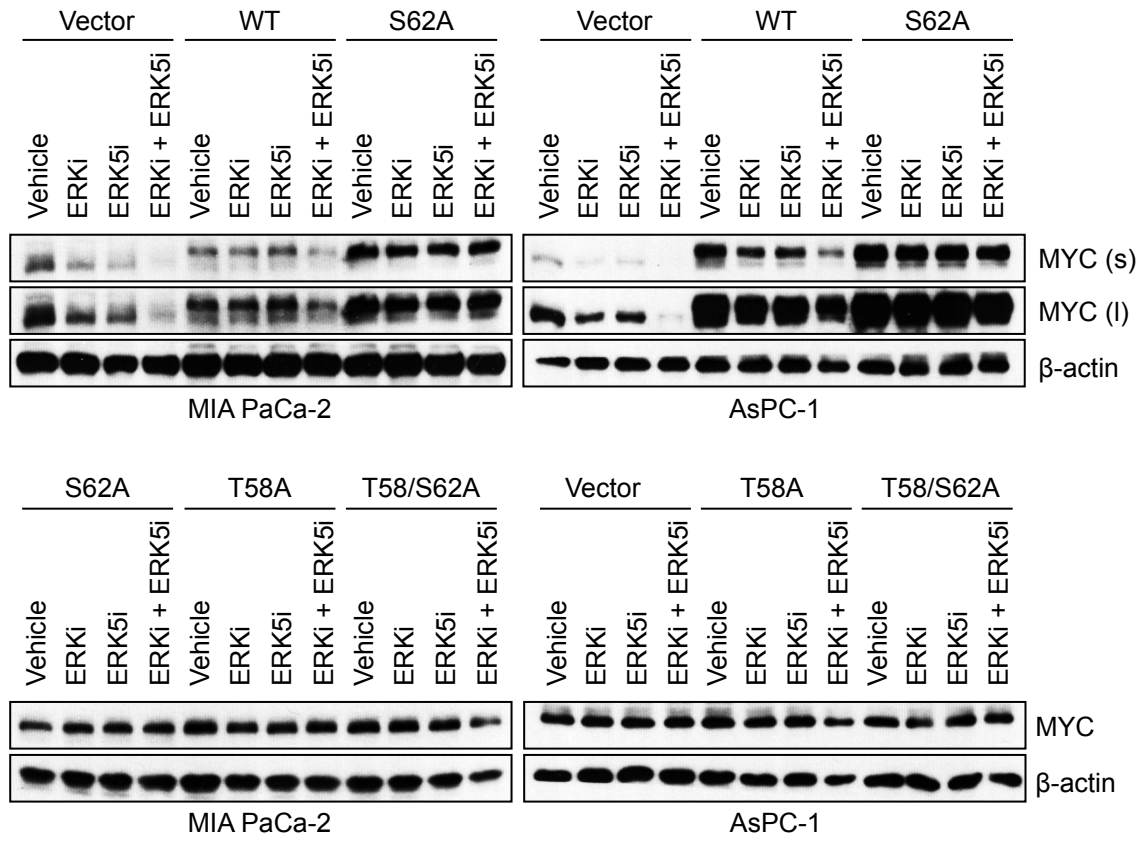 Vector WT S62A
Vehicle ERKi ERK5i ERKi + ERK5i Vehicle ERKi ERK5i ERKi + ERK5i Vehicle ERKi ERK5i ERKi + ERK5i
Vector WT S62A
Vehicle ERKi ERK5i ERKi + ERK5i Vehicle ERKi ERK5i ERKi + ERK5i Vehicle ERKi ERK5i ERKi + ERK5i
MYC (s)
MYC (l)
β-actin
MIA PaCa-2
AsPC-1
S62A T58A T58/S62A
Vehicle ERKi ERK5i ERKi + ERK5i Vehicle ERKi ERK5i ERKi + ERK5i Vehicle ERKi ERK5i ERKi + ERK5i
Vector T58A T58/S62A
Vehicle ERKi ERK5i ERKi + ERK5i Vehicle ERKi ERK5i ERKi + ERK5i Vehicle ERKi ERK5i ERKi + ERK5i
MYC
β-actin
MIA PaCa-2
AsPC-1